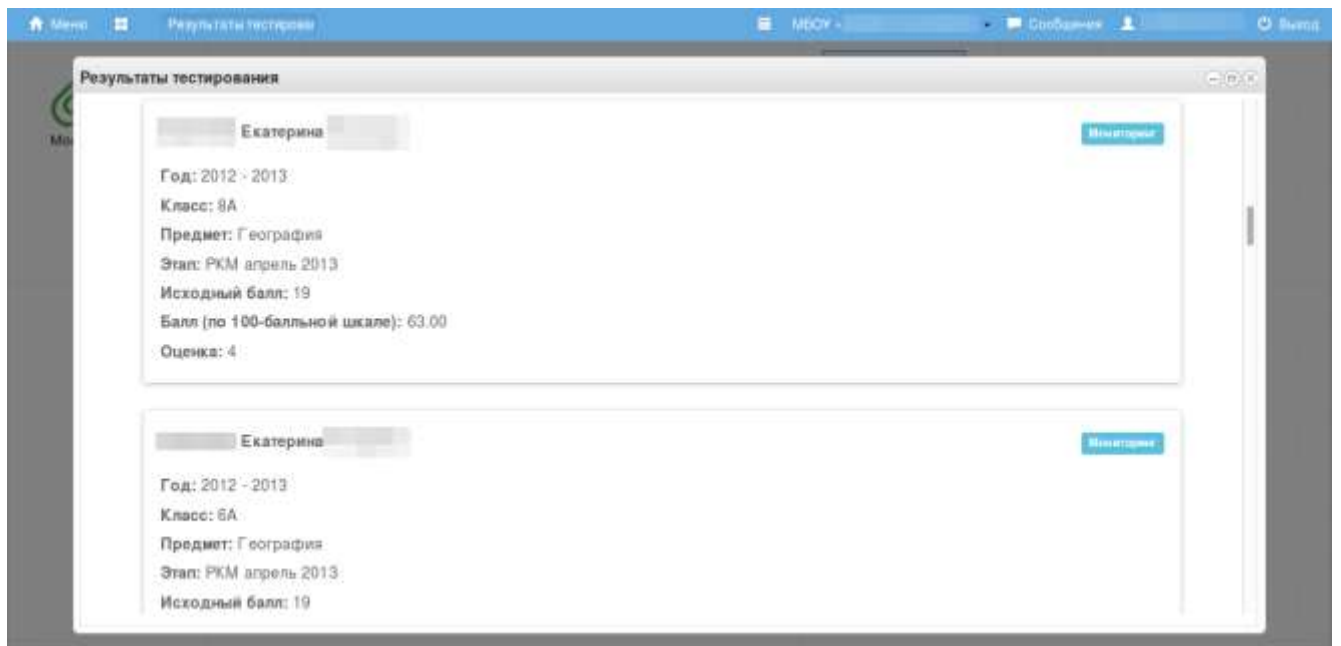 Меню Результаты тестирован МБОУ - Сообщения Выход
Результаты тестирования
Мо
Екатерина Мониторинг
Год: 2012 - 2013
Класс: 8А
Предмет: География
Этап: РКМ апрель 2013
Исходный балл: 19
Балл (по 100-балльной шкале): 63.00
Оценка: 4
Екатерина Мониторинг
Год: 2012 - 2013
Класс: 6А
Предмет: География
Этап: РКМ апрель 2013
Исходный балл: 19